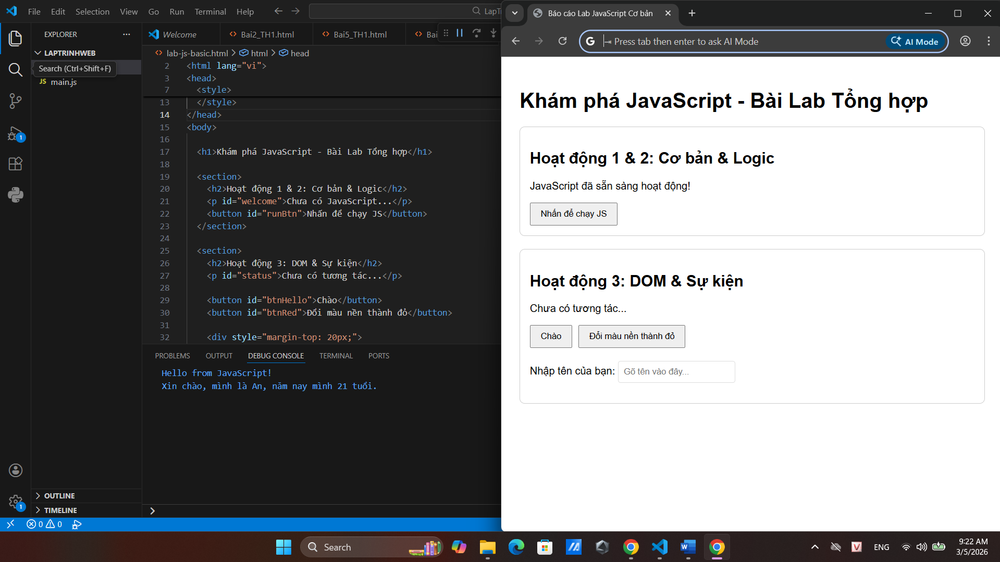 File Edit Selection View Go Run Terminal Help
LapTr
EXPLORER
LAPTRINHWEB
Search (Ctrl+Shift+F)
JS main.js
OUTLINE
TIMELINE
Welcome
Bai2_TH1.html
Bai5_TH1.html
Bai
lab-js-basic.html > html > head
2 <html lang="vi">
3 <head>
7 <style>
13 </style>
14 </head>
15 <body>
16
17 <h1>Khám phá JavaScript - Bài Lab Tổng hợp</h1>
18
19 <section>
20 <h2>Hoạt động 1 & 2: Cơ bản & Logic</h2>
21 <p id="welcome">Chưa có JavaScript...</p>
22 <button id="runBtn">Nhấn để chạy JS</button>
23 </section>
24
25 <section>
26 <h2>Hoạt động 3: DOM & Sự kiện</h2>
27 <p id="status">Chưa có tương tác...</p>
28
29 <button id="btnHello">Chào</button>
30 <button id="btnRed">Đổi màu nền thành đỏ</button>
31
32 <div style="margin-top: 20px;">
PROBLEMS OUTPUT DEBUG CONSOLE TERMINAL PORTS
Hello from JavaScript!
Xin chào, mình là An, năm nay mình 21 tuổi.
1
1
0 0
Báo cáo Lab JavaScript Cơ bản
G Press tab then enter to ask AI Mode
AI Mode
Khám phá JavaScript - Bài Lab Tổng hợp
Hoạt động 1 & 2: Cơ bản & Logic
JavaScript đã sẵn sàng hoạt động!
Nhấn để chạy JS
Hoạt động 3: DOM & Sự kiện
Chưa có tương tác...
Chào
Đổi màu nền thành đỏ
Nhập tên của bạn: Gõ tên vào đây...
Search
ENG
9:22 AM
3/5/2026